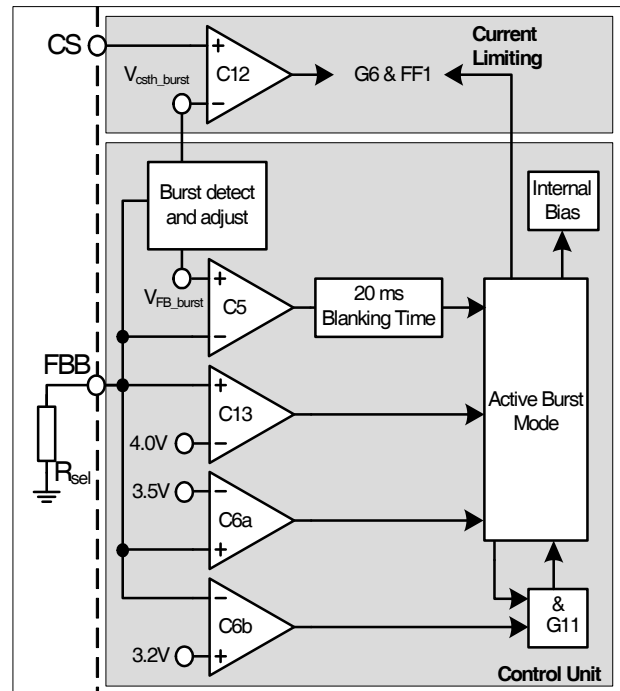 CS
Current
Limiting
+
C12
−
V_csth_burst
G6 & FF1
Burst detect
and adjust
Internal
Bias
V_FB_burst
+
C5
−
20 ms
Blanking Time
FBB
Active Burst
Mode
+
C13
−
4.0V
R_sel
3.5V
−
C6a
+
−
C6b
+
3.2V
&
G11
Control Unit